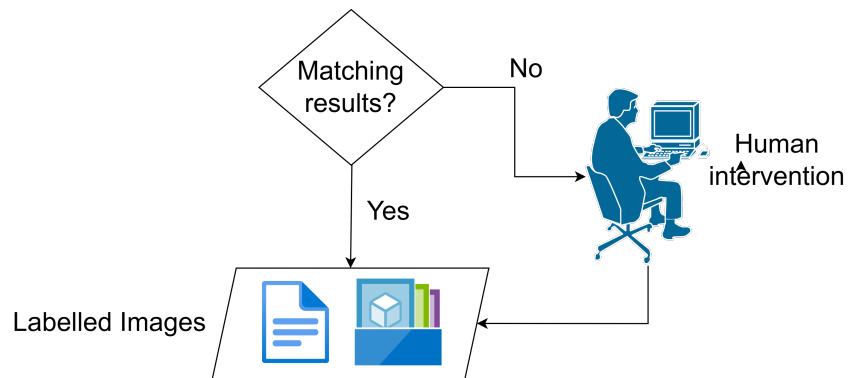 Matching
results?
No
Human
intervention
Yes
Labelled Images